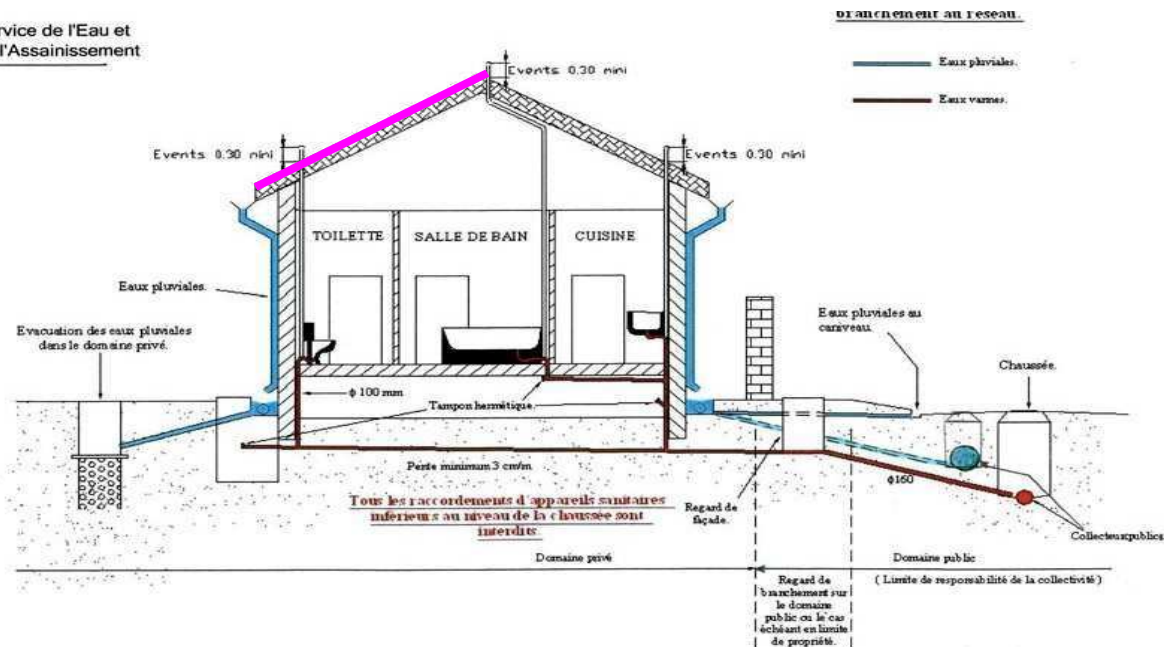 rvice de l'Eau et
l'Assainissement
branchement au reseau.
Eaux pluviales.
Eaux vannes.
Events 0.30 mini
Events 0.30 mini
Events 0.30 mini
TOILETTE
SALLE DE BAIN
CUISINE
Eaux pluviales.
Evacuation des eaux pluviales
dans le domaine privé.
Eaux pluviales au
caniveau.
Chaussée.
ϕ 100 mm
Tampon hermétique.
Pente minimum 3 cm/m
ϕ160
Tous les raccordements d'appareils sanitaires
inférieurs au niveau de la chaussée sont
interdits.
Regard de
façade.
Collecteurs publics
Domaine privé
Domaine public
( Limite de responsabilité de la collectivité )
Regard de
branchement sur
le domaine
public ou le cas
échéant en limite
de propriété.